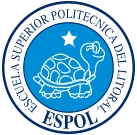 ESCUELA SUPERIOR POLITECNICA DEL LITORAL
ESPOL